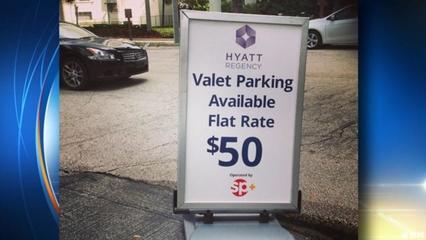 HYATT
REGENCY
Valet Parking
Available
Flat Rate
$50
Operated by
sp+